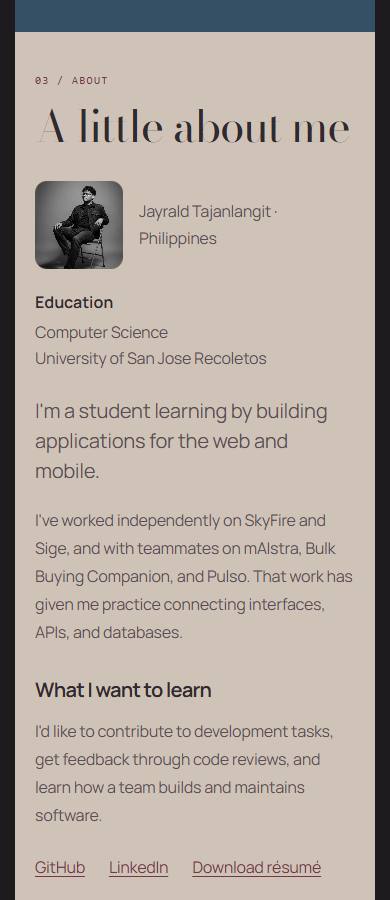 03 / ABOUT
A little about me
Jayrald Tajanlangit ·
Philippines
Education
Computer Science
University of San Jose Recoletos
I'm a student learning by building
applications for the web and
mobile.
I've worked independently on SkyFire and
Sige, and with teammates on mAIstra, Bulk
Buying Companion, and Pulso. That work has
given me practice connecting interfaces,
APIs, and databases.
What I want to learn
I'd like to contribute to development tasks,
get feedback through code reviews, and
learn how a team builds and maintains
software.
GitHub LinkedIn Download résumé